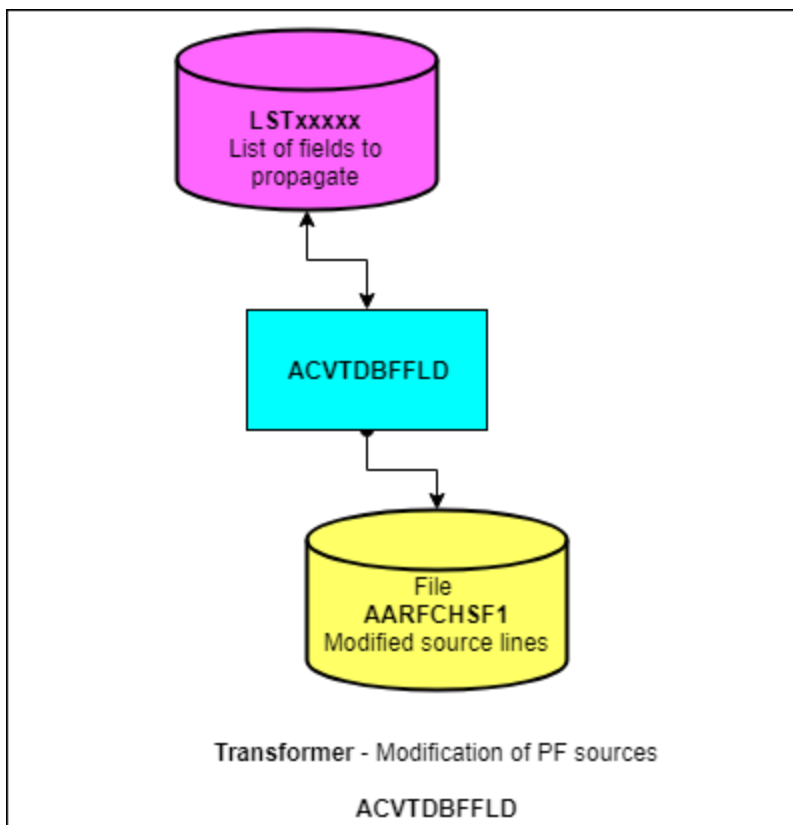 LSTxxxxx
List of fields to
propagate
ACVTDBFFLD
File
AARFCHSF1
Modified source lines
Transformer - Modification of PF sources
ACVTDBFFLD